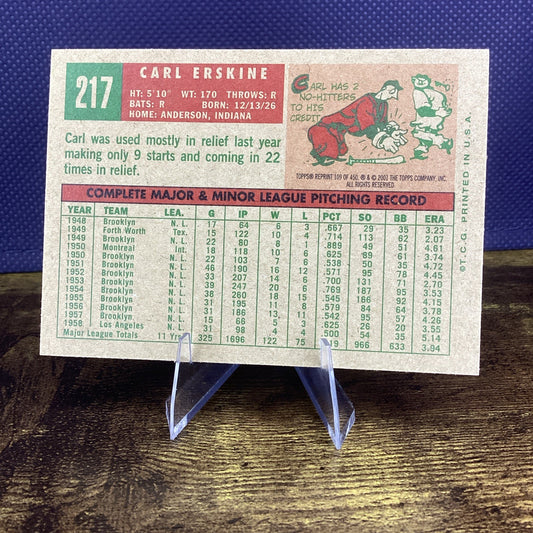 217
CARL ERSKINE
HT: 5'10" WT: 170 THROWS: R
BATS: R BORN: 12/13/26
HOME: ANDERSON, INDIANA
Carl was used mostly in relief last year
making only 9 starts and coming in 22
times in relief.
CARL HAS 2
NO-HITTERS
TO HIS
CREDIT.
TOPPS® REPRINT 109 OF 450. ® & © 2002 THE TOPPS COMPANY, INC.
ALL RIGHTS RESERVED.
COMPLETE MAJOR & MINOR LEAGUE PITCHING RECORD
YEAR TEAM LEA. G IP W L PCT SO BB ERA
1948 Brooklyn N.L. 17 64 6 3 .667 29 35 3.23
1949 Forth Worth Tex. 15 122 10 4 .714 113 62 2.07
1949 Brooklyn N.L. 22 80 8 1 .889 49 51 4.61
1950 Montreal Int. 18 118 10 6 .625
1950 Brooklyn N.L. 22 103 7 6 .538 50 35 4.73
1951 Brooklyn N.L. 46 190 16 12 .571 95 78 4.45
1952 Brooklyn N.L. 33 207 14 6 .700 131 71 2.70
1953 Brooklyn N.L. 39 247 20 6 .769 187 95 3.53
1954 Brooklyn N.L. 38 260 18 15 .545 166 92 4.15
1955 Brooklyn N.L. 31 195 11 8 .579 84 64 3.78
1956 Brooklyn N.L. 31 186 13 11 .542 95 57 4.25
1957 Brooklyn N.L. 15 66 5 3 .625 20 20 3.55
1958 Los Angeles N.L. 31 98 4 4 .500 54 35 5.14
Major League Totals 11 Yrs. 325 1696 122 75 .619 966 633 3.94
©T.C.G. PRINTED IN U.S.A.